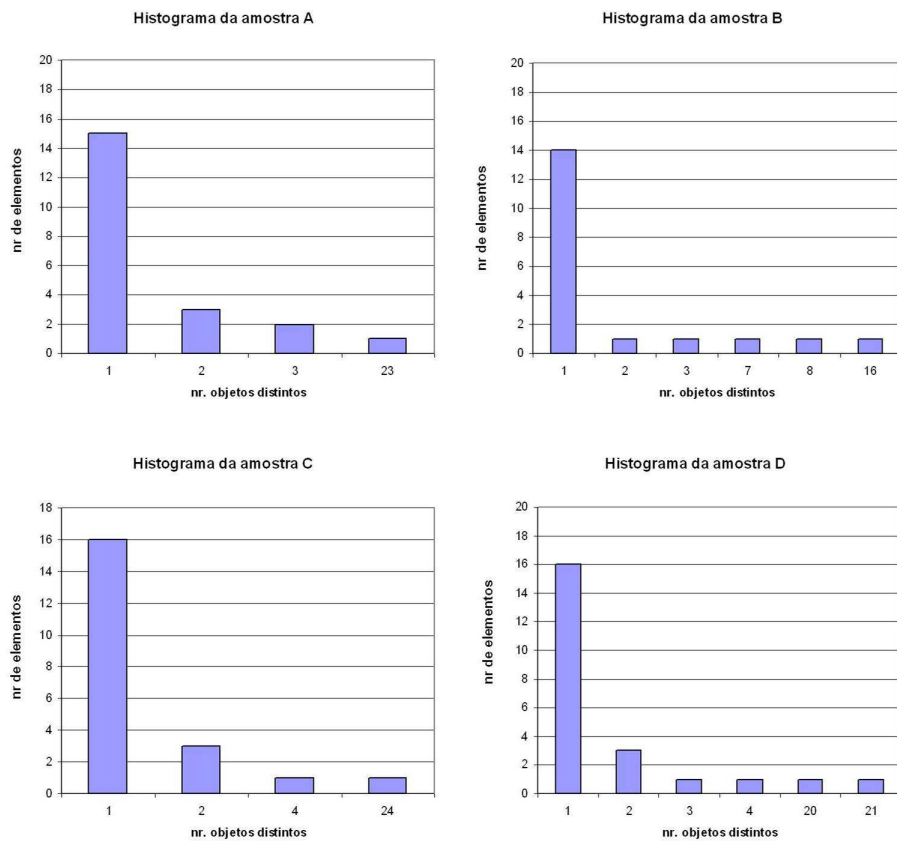 Histograma da amostra A
nr de elementos
20
18
16
14
12
10
8
6
4
2
0
1 2 3 23
nr. objetos distintos
Histograma da amostra B
nr de elementos
20
18
16
14
12
10
8
6
4
2
0
1 2 3 7 8 16
nr. objetos distintos
Histograma da amostra C
nr de elementos
18
16
14
12
10
8
6
4
2
0
1 2 4 24
nr. objetos distintos
Histograma da amostra D
nr de elementos
20
18
16
14
12
10
8
6
4
2
0
1 2 3 4 20 21
nr. objetos distintos